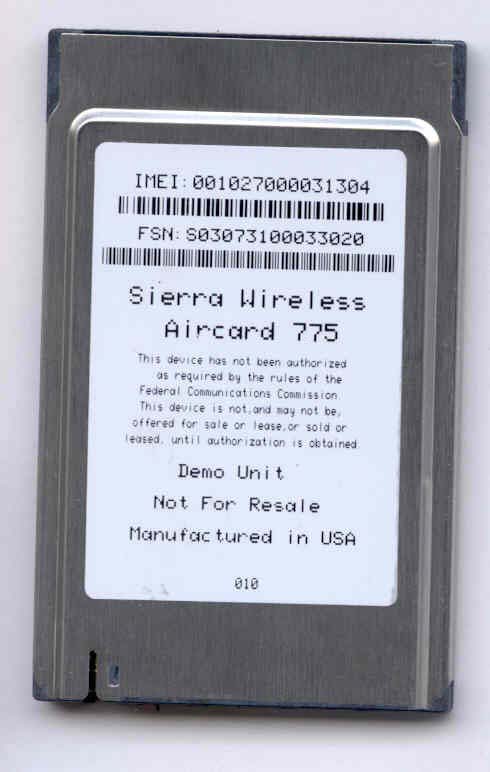 IMEI:001027000031304
FSN:S03073100033020
Sierra Wireless
Aircard 775
This device has not been authorized
as required by the rules of the
Federal Communications Commission.
This device is not,and may not be,
offered for sale or lease,or sold or
leased, until authorization is obtained.
Demo Unit
Not For Resale
Manufactured in USA
010